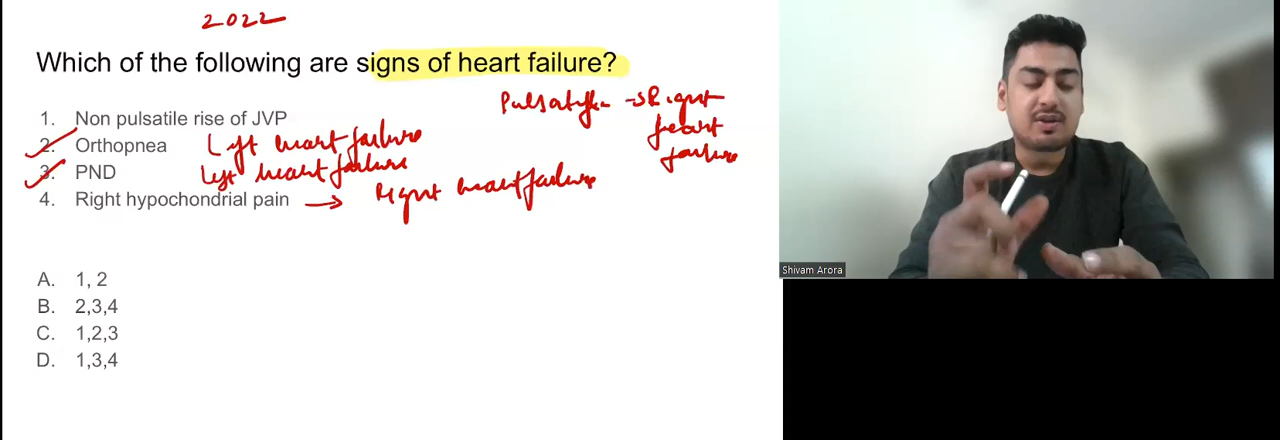 2022
Which of the following are signs of heart failure?
1. Non pulsatile rise of JVP
2. Orthopnea Left heart failure
3. PND Left heart failure
4. Right hypochondrial pain → Right heart failure
→ Right
heart
failure
A. 1, 2
B. 2,3,4
C. 1,2,3
D. 1,3,4
Shivam Arora